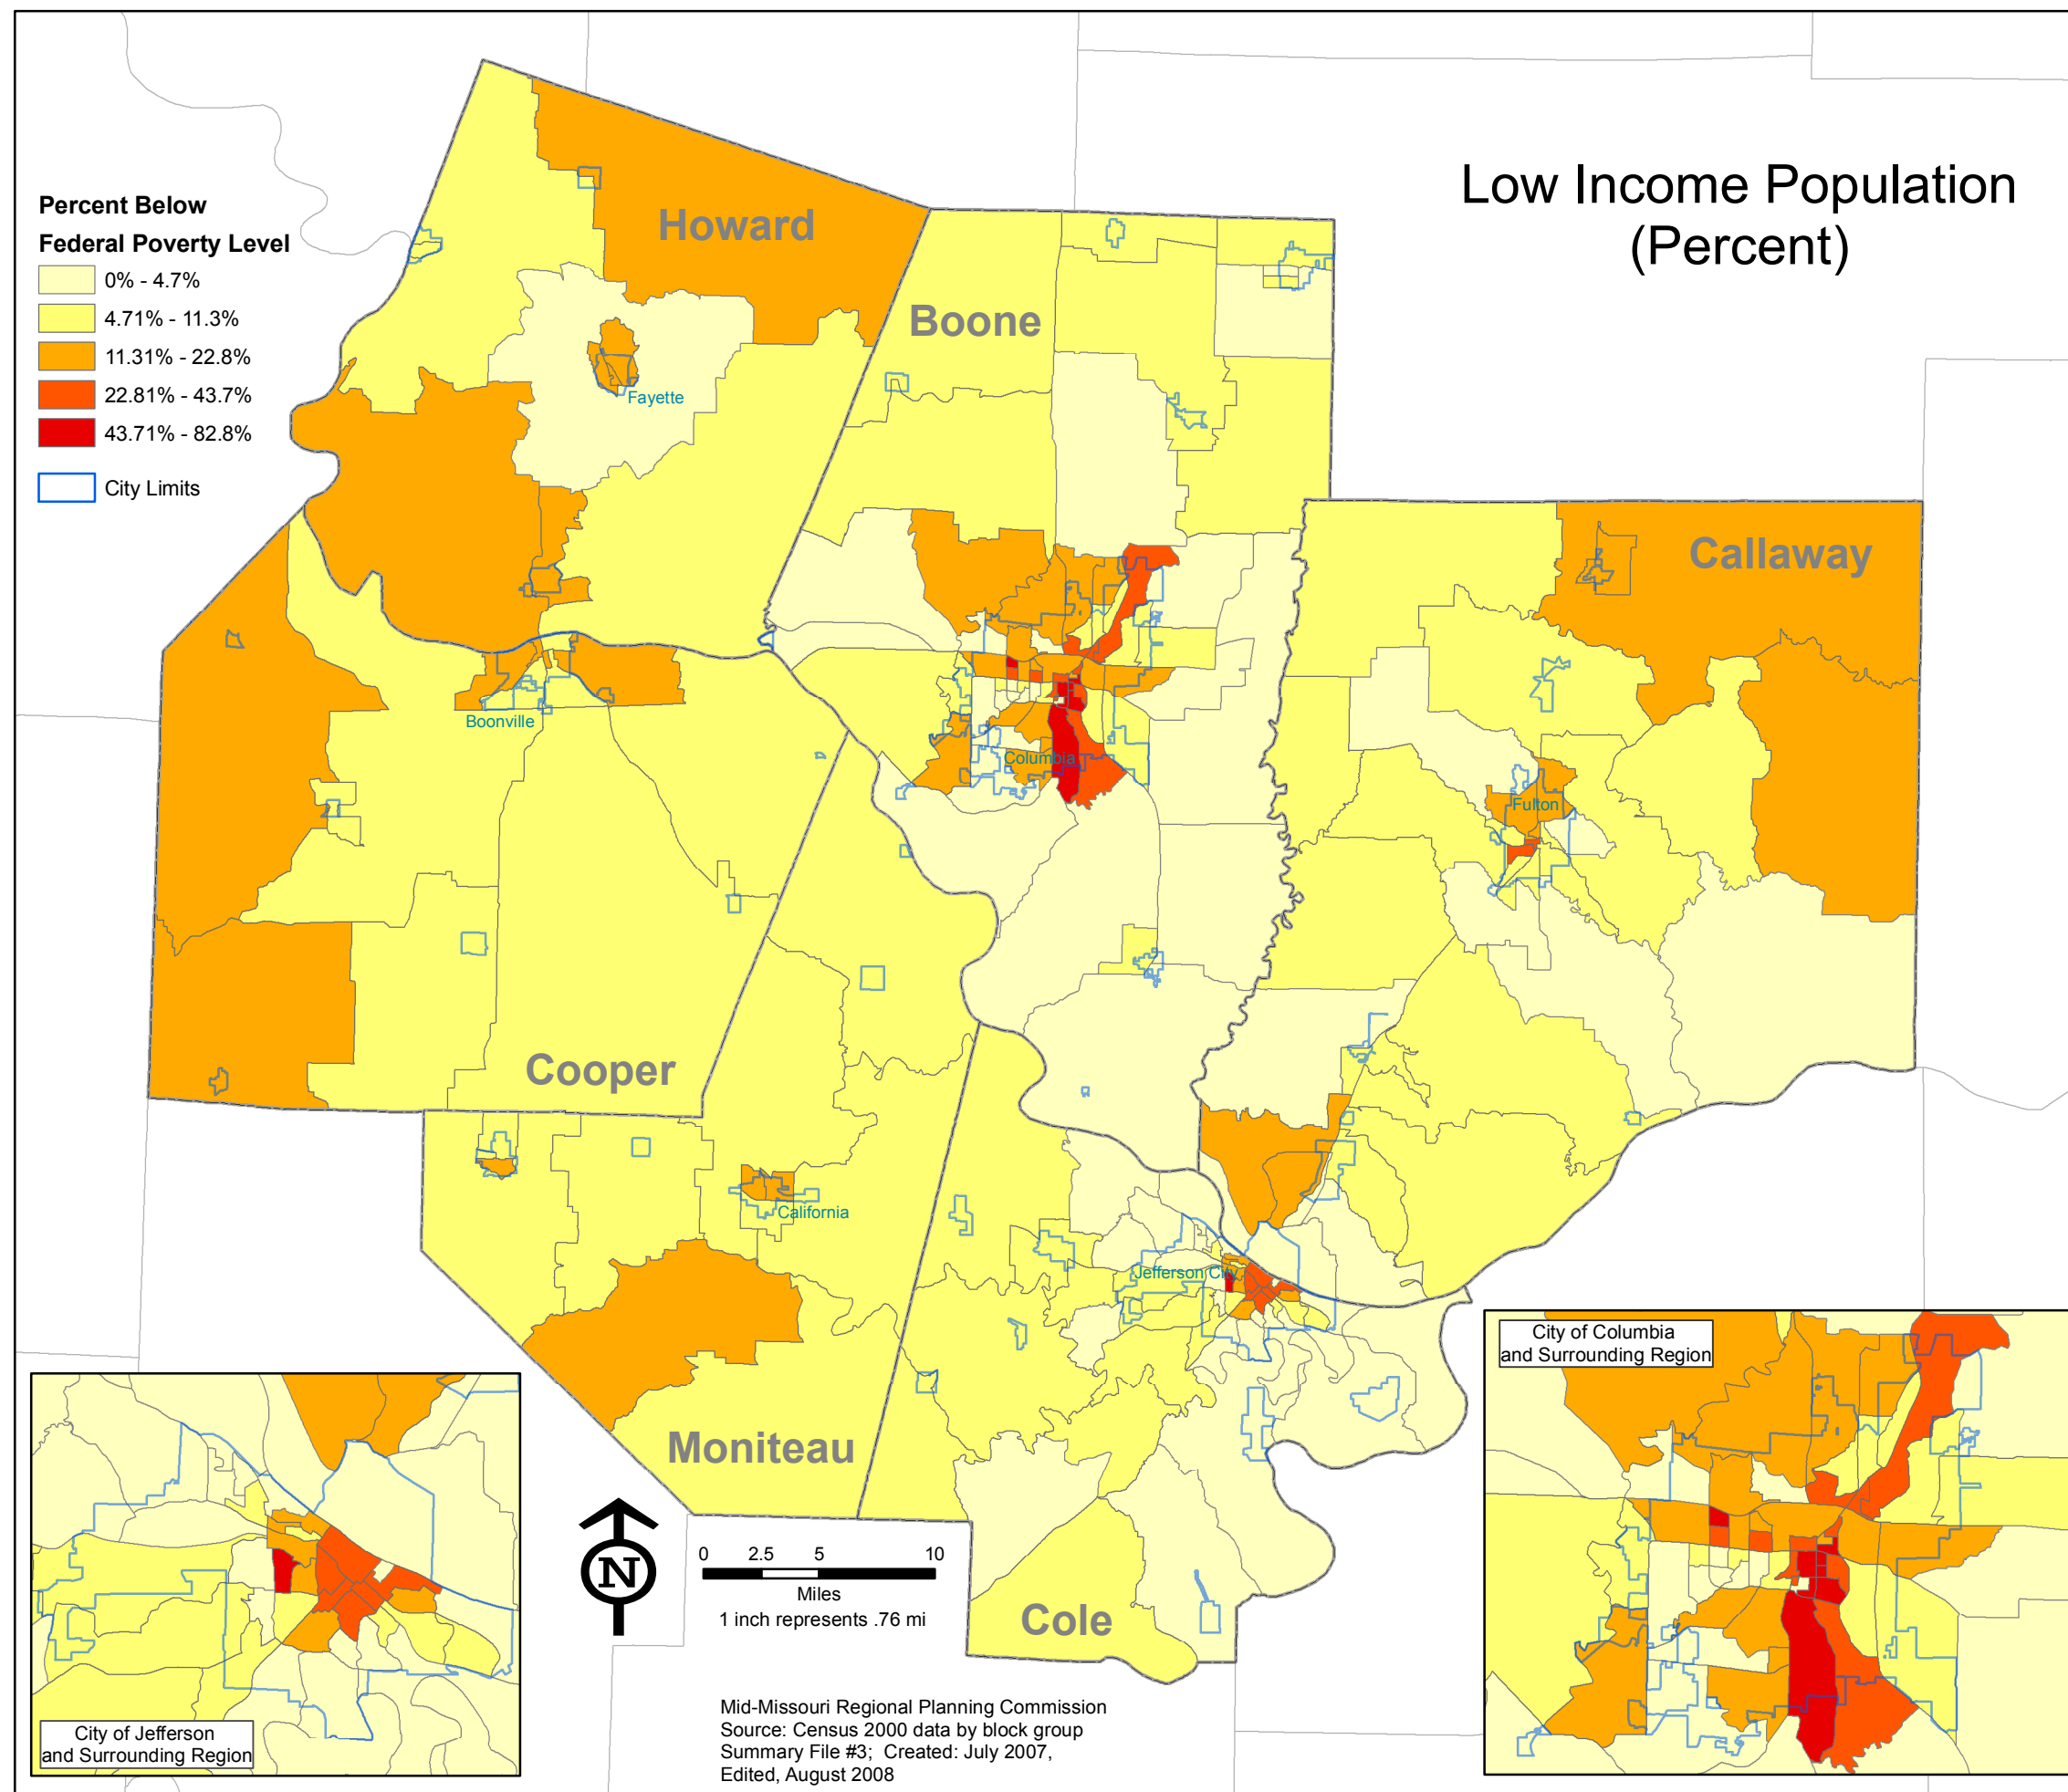 Low Income Population
(Percent)
Percent Below
Federal Poverty Level
0% - 4.7%
4.71% - 11.3%
11.31% - 22.8%
22.81% - 43.7%
43.71% - 82.8%
City Limits
Howard
Boone
Callaway
Fayette
Boonville
Columbia
Fulton
Cooper
California
Jefferson City
Moniteau
Cole
City of Columbia
and Surrounding Region
City of Jefferson
and Surrounding Region
N
0 2.5 5 10
Miles
1 inch represents .76 mi
Mid-Missouri Regional Planning Commission
Source: Census 2000 data by block group
Summary File #3; Created: July 2007,
Edited, August 2008